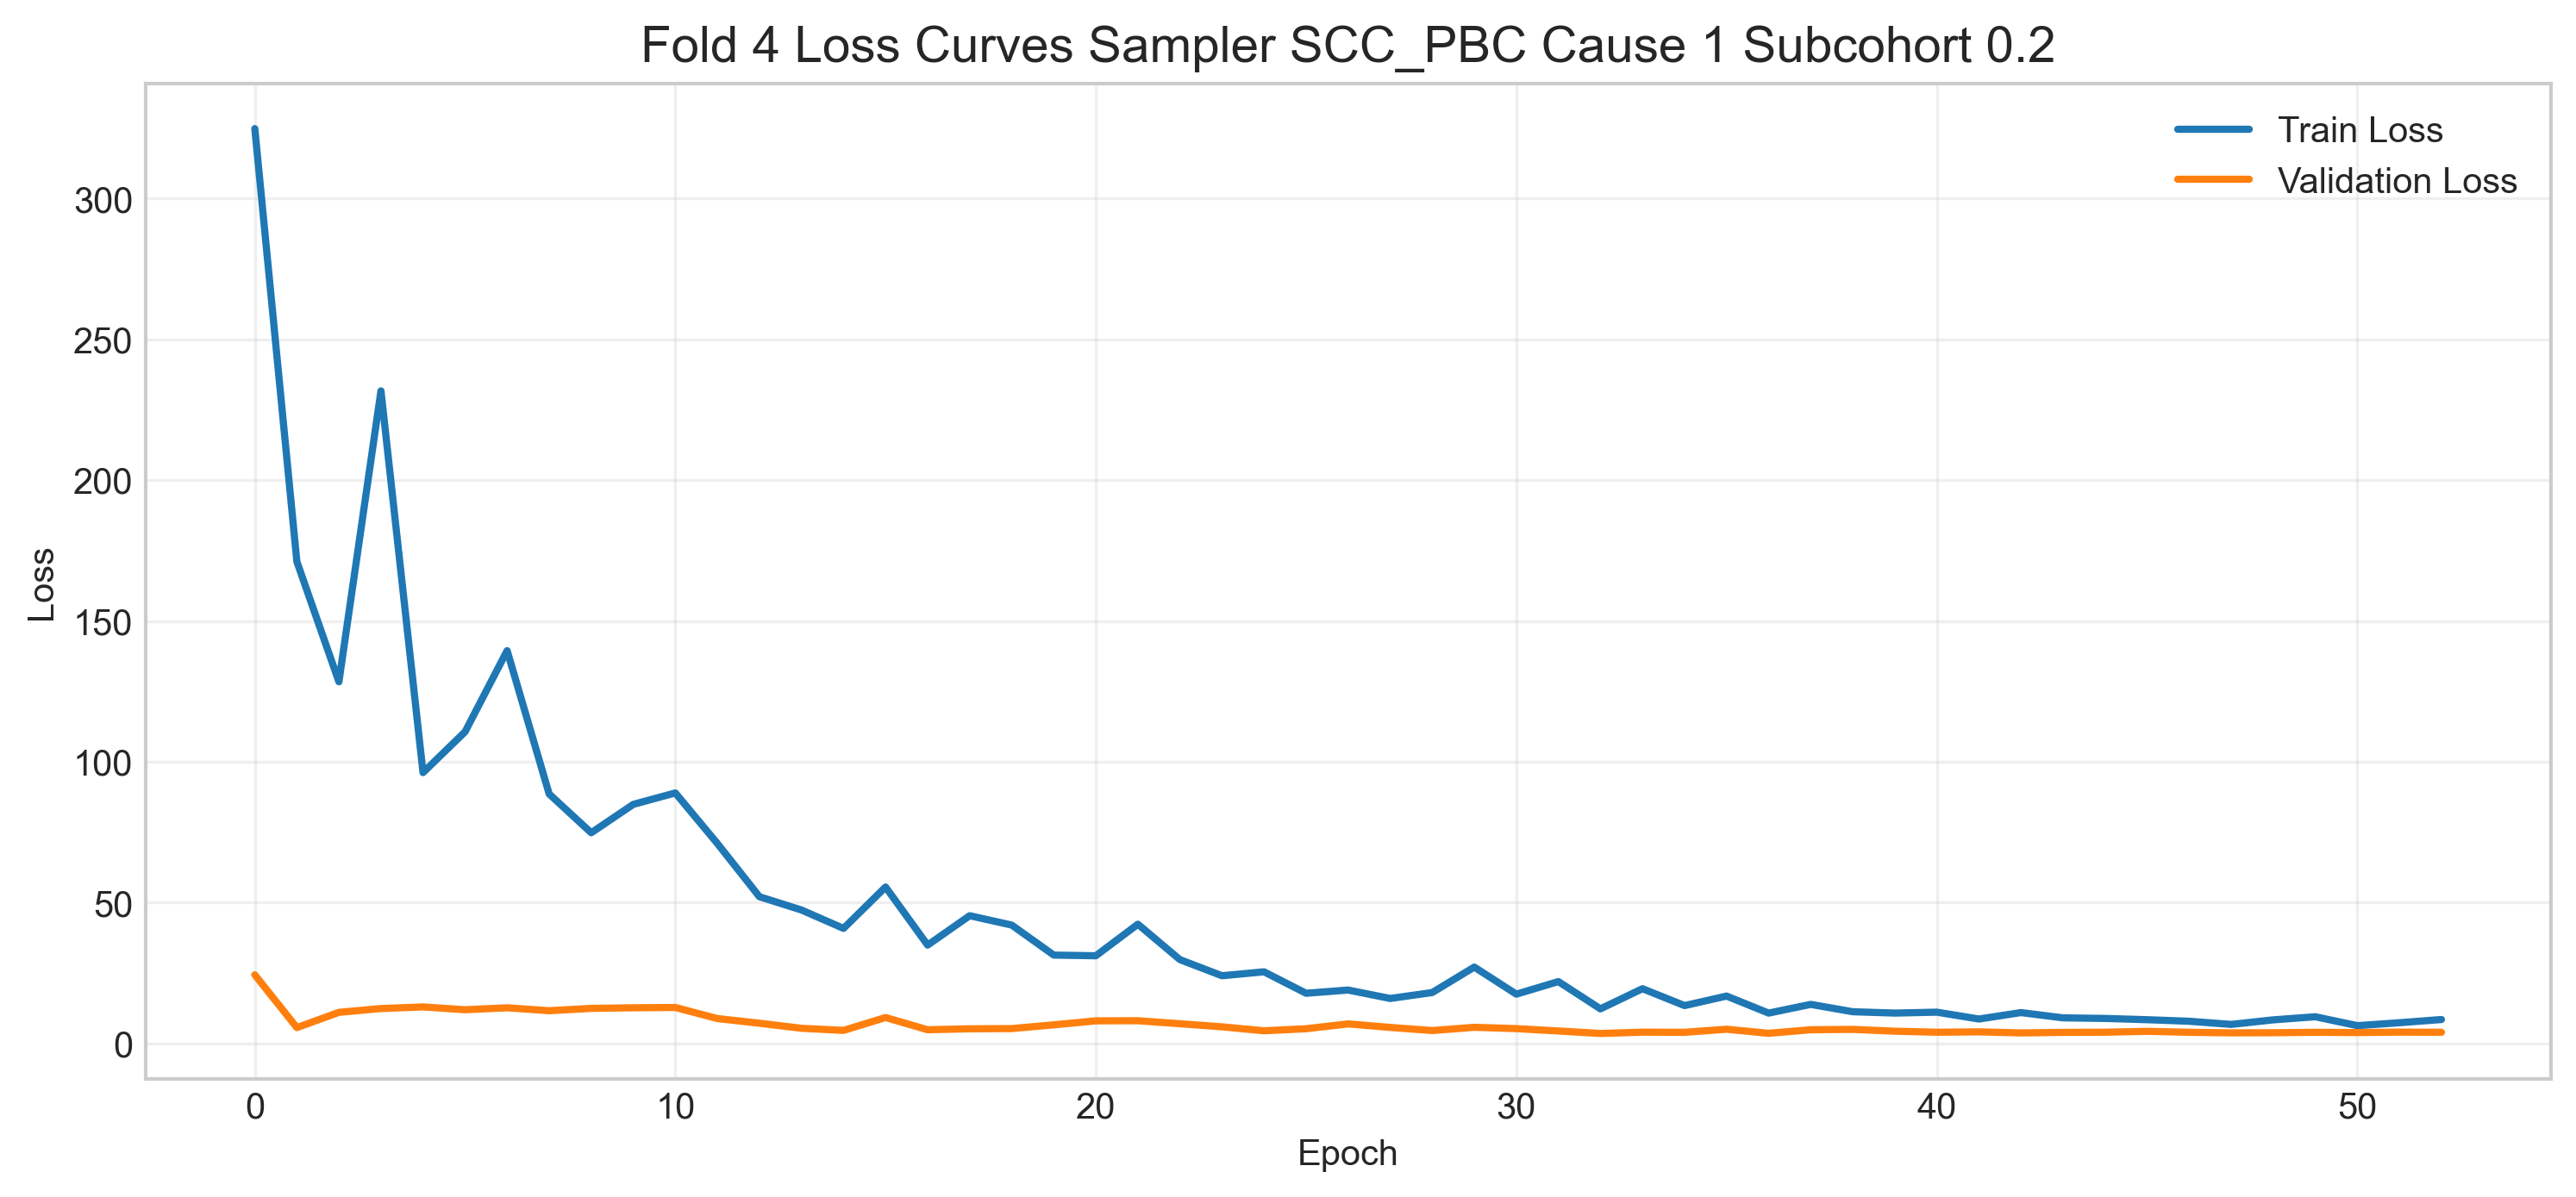 Fold 4 Loss Curves Sampler SCC_PBC Cause 1 Subcohort 0.2
Train Loss
Validation Loss
300
250
200
150
100
50
0
Loss
0 10 20 30 40 50
Epoch